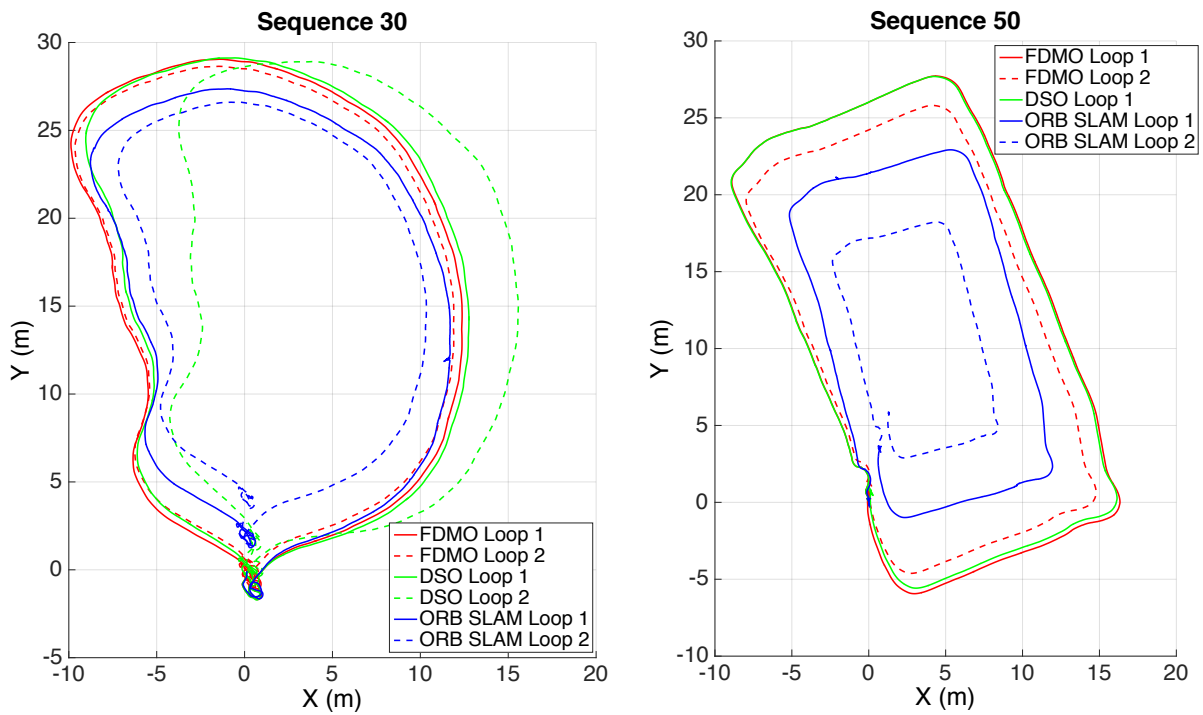 Sequence 30
30
25
20
15
10
5
0
-5
-10
-5
0
5
10
15
20
Y (m)
X (m)
FDMO Loop 1
FDMO Loop 2
DSO Loop 1
DSO Loop 2
ORB SLAM Loop 1
ORB SLAM Loop 2
Sequence 50
30
25
20
15
10
5
0
-5
-10
-10
-5
0
5
10
15
20
Y (m)
X (m)
FDMO Loop 1
FDMO Loop 2
DSO Loop 1
ORB SLAM Loop 1
ORB SLAM Loop 2